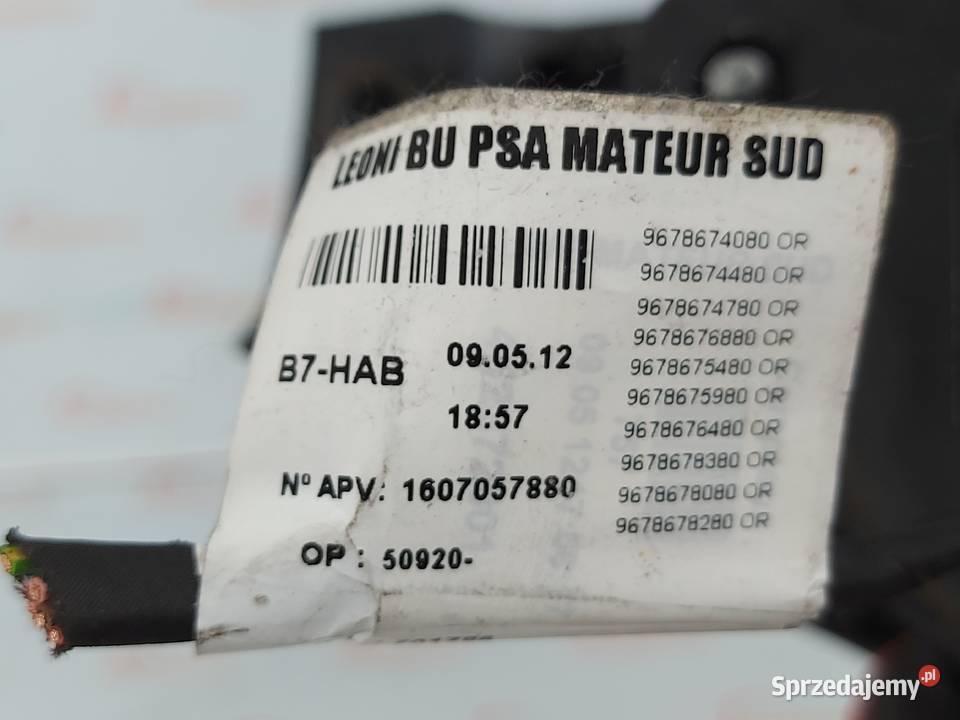 LEONI BU PSA MATEUR SUD
9678674080 OR
9678674480 OR
9678674780 OR
9678676880 OR
9678675480 OR
9678675980 OR
9678676480 OR
9678678380 OR
9678678080 OR
9678678280 OR
B7-HAB
09.05.12
18:57
Nº APV: 1607057880
OP : 50920-
Sprzedajemy.pl